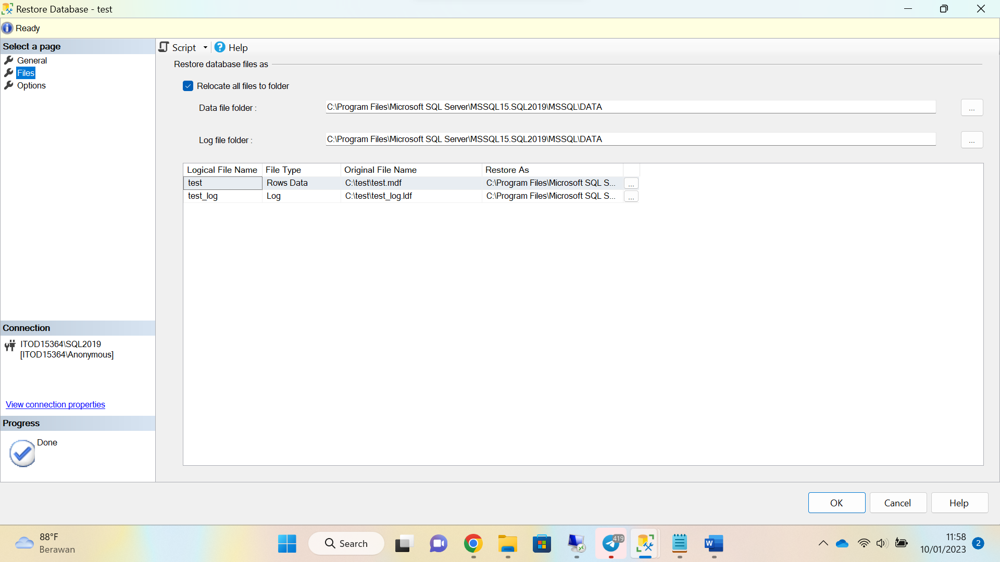 Restore Database - test
Ready
Select a page
General
Files
Options
Script
Help
Restore database files as
Relocate all files to folder
Data file folder :
C:\Program Files\Microsoft SQL Server\MSSQL15.SQL2019\MSSQL\DATA
...
Log file folder :
C:\Program Files\Microsoft SQL Server\MSSQL15.SQL2019\MSSQL\DATA
...
Logical File Name File Type Original File Name Restore As
test Rows Data C:\test\test.mdf C:\Program Files\Microsoft SQL S... ...
test_log Log C:\test\test_log.ldf C:\Program Files\Microsoft SQL S... ...
Connection
ITOD15364\SQL2019
[ITOD15364\Anonymous]
View connection properties
Progress
Done
OK Cancel Help
88°F
Berawan
Search
419
W
11:58
10/01/2023
2